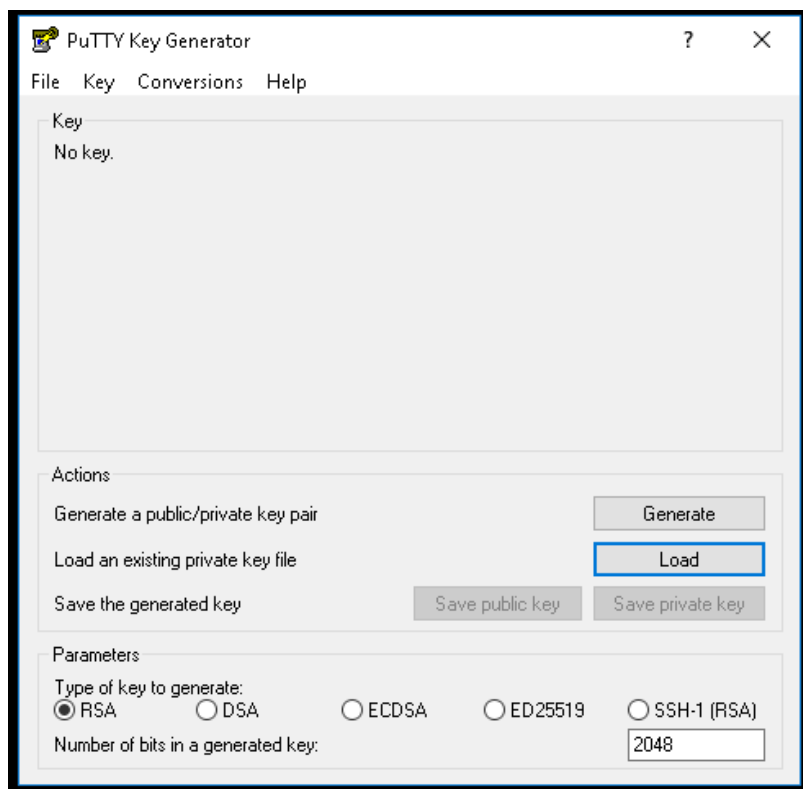 PuTTY Key Generator ?
File Key Conversions Help
Key
No key.
Actions
Generate a public/private key pair Generate
Load an existing private key file Load
Save the generated key Save public key Save private key
Parameters
Type of key to generate:
RSA DSA ECDSA ED25519 SSH-1 (RSA)
Number of bits in a generated key: 2048